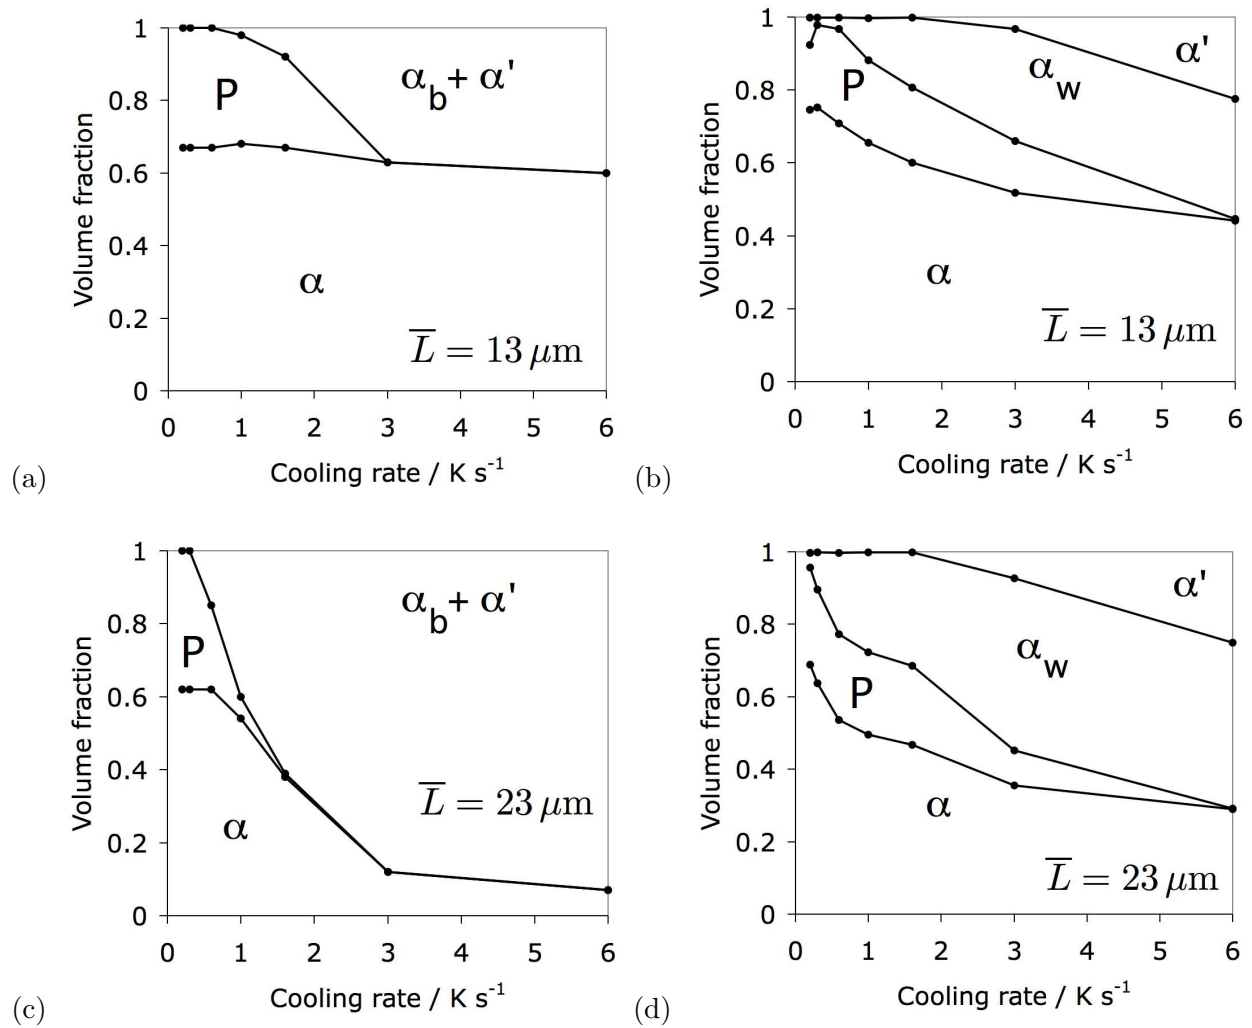 1
0.8
0.6
0.4
0.2
0
0 1 2 3 4 5 6
Volume fraction
Cooling rate / K s⁻¹
P
α_b + α'
α
L̅ = 13 μm
(a)
1
0.8
0.6
0.4
0.2
0
0 1 2 3 4 5 6
Volume fraction
Cooling rate / K s⁻¹
α'
α_w
P
α
L̅ = 13 μm
(b)
1
0.8
0.6
0.4
0.2
0
0 1 2 3 4 5 6
Volume fraction
Cooling rate / K s⁻¹
α_b + α'
P
α
L̅ = 23 μm
(c)
1
0.8
0.6
0.4
0.2
0
0 1 2 3 4 5 6
Volume fraction
Cooling rate / K s⁻¹
α'
α_w
P
α
L̅ = 23 μm
(d)